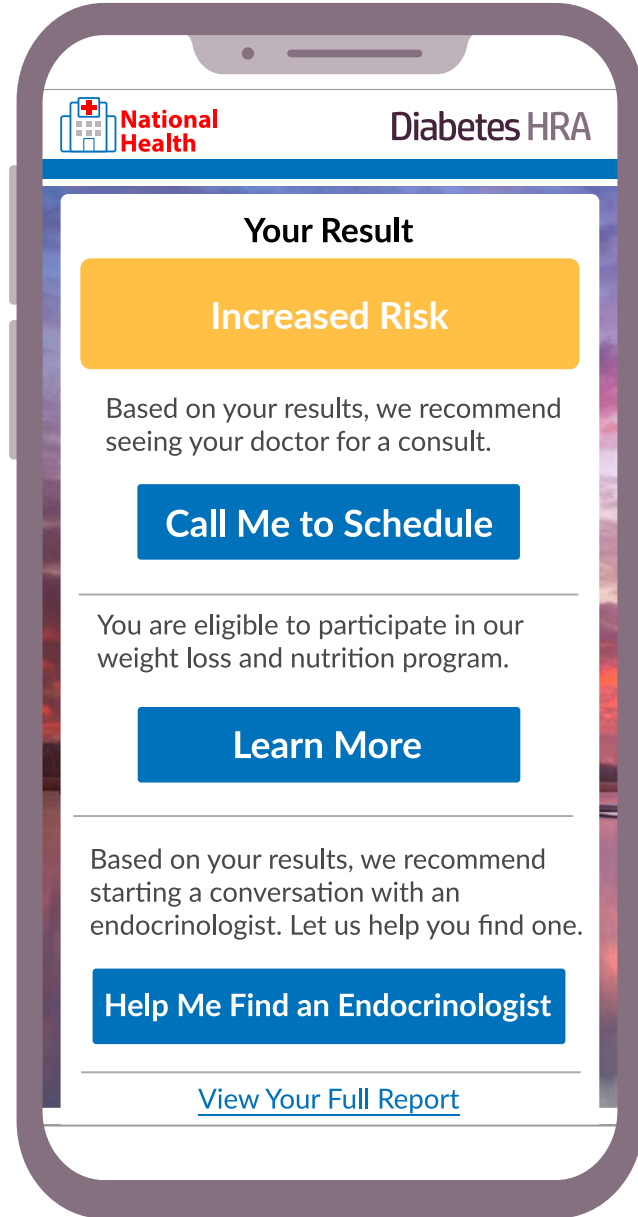 National
Health
Diabetes HRA
Your Result
Increased Risk
Based on your results, we recommend
seeing your doctor for a consult.
Call Me to Schedule
You are eligible to participate in our
weight loss and nutrition program.
Learn More
Based on your results, we recommend
starting a conversation with an
endocrinologist. Let us help you find one.
Help Me Find an Endocrinologist
View Your Full Report